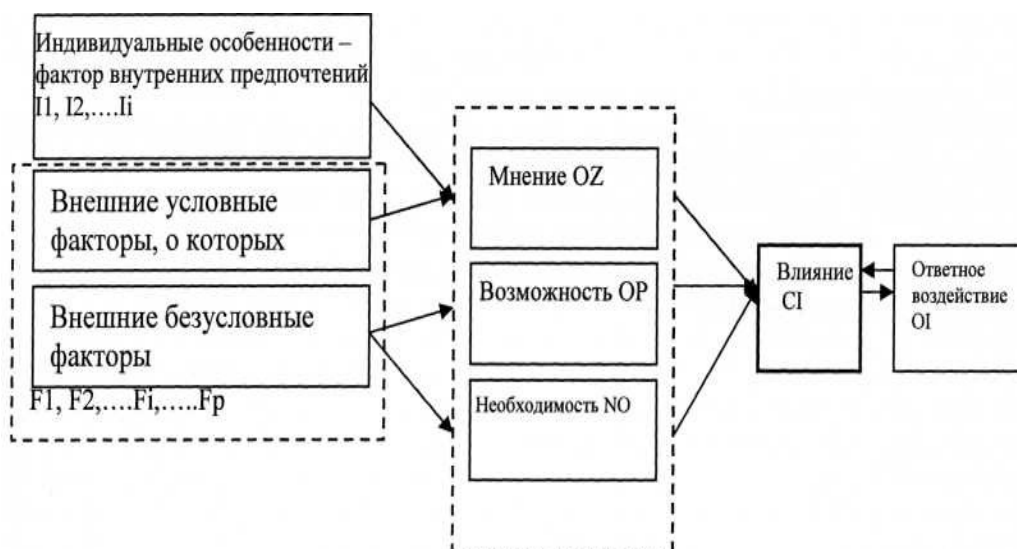 Индивидуальные особенности –
фактор внутренних предпочтений
I1, I2,….Ii
Внешние условные
факторы, о которых
Внешние безусловные
факторы
F1, F2,….Fi,…..Fp
Мнение OZ
Возможность OP
Необходимость NO
Влияние
CI
Ответное
воздействие
OI